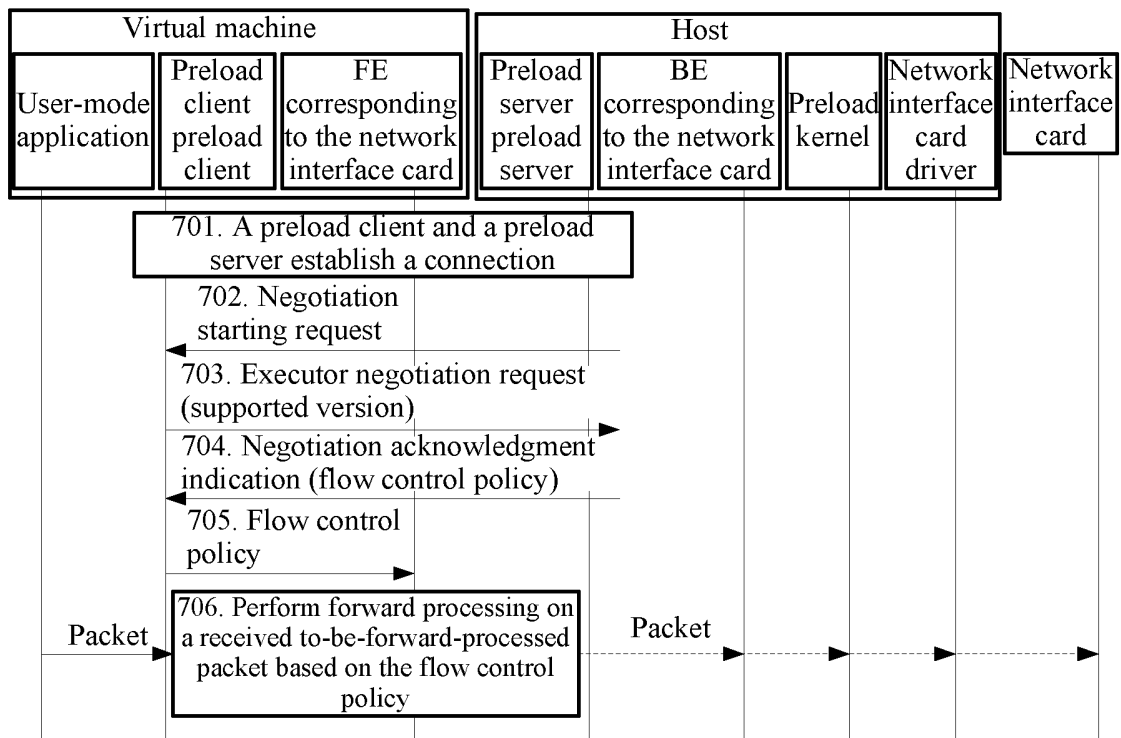 Virtual machine
Host
User-mode
application
Preload
client
preload
client
FE
corresponding
to the network
interface card
Preload
server
preload
server
BE
corresponding
to the network
interface card
Preload
kernel
Network
interface
card
driver
Network
interface
card
701. A preload client and a preload
server establish a connection
702. Negotiation
starting request
703. Executor negotiation request
(supported version)
704. Negotiation acknowledgment
indication (flow control policy)
705. Flow control
policy
Packet
706. Perform forward processing on
a received to-be-forward-processed
packet based on the flow control
policy
Packet